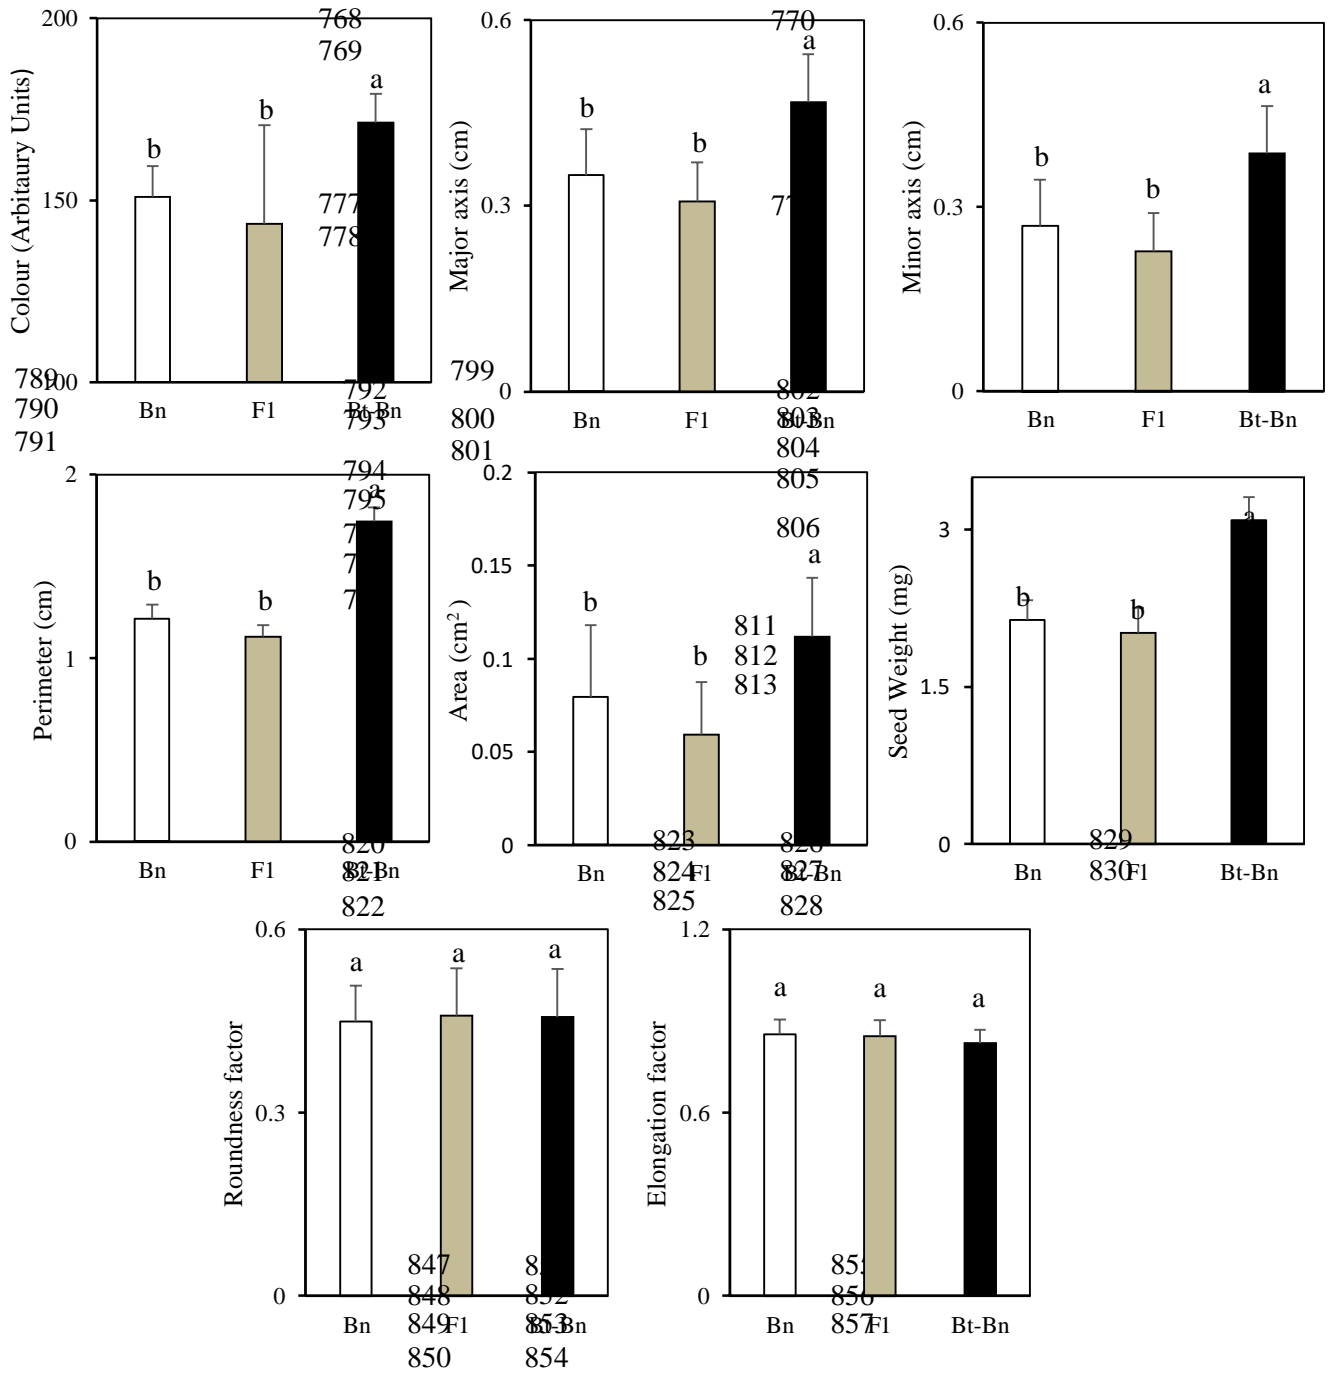 Colour (Arbitaury Units)
200
150
100
768
769
777
778
b
b
a
Bn
F1
Bt-Bn
789
790
791
792
793
794
795
Major axis (cm)
0.6
0.3
0
770
b
b
a
Bn
F1
Bt-Bn
799
800
801
802
803
804
805
806
Minor axis (cm)
0.6
0.3
0
b
b
a
Bn
F1
Bt-Bn
Perimeter (cm)
2
1
0
b
b
a
Bn
F1
Bt-Bn
820
821
822
Area (cm²)
0.2
0.15
0.1
0.05
0
b
b
a
811
812
813
Bn
F1
Bt-Bn
823
824
825
826
827
828
Seed Weight (mg)
3
1.5
0
b
b
a
Bn
F1
Bt-Bn
829
830
Roundness factor
0.6
0.3
0
a
a
a
Bn
F1
Bt-Bn
847
848
849
850
852
853
854
Elongation factor
1.2
0.6
0
a
a
a
Bn
F1
Bt-Bn
855
856
857